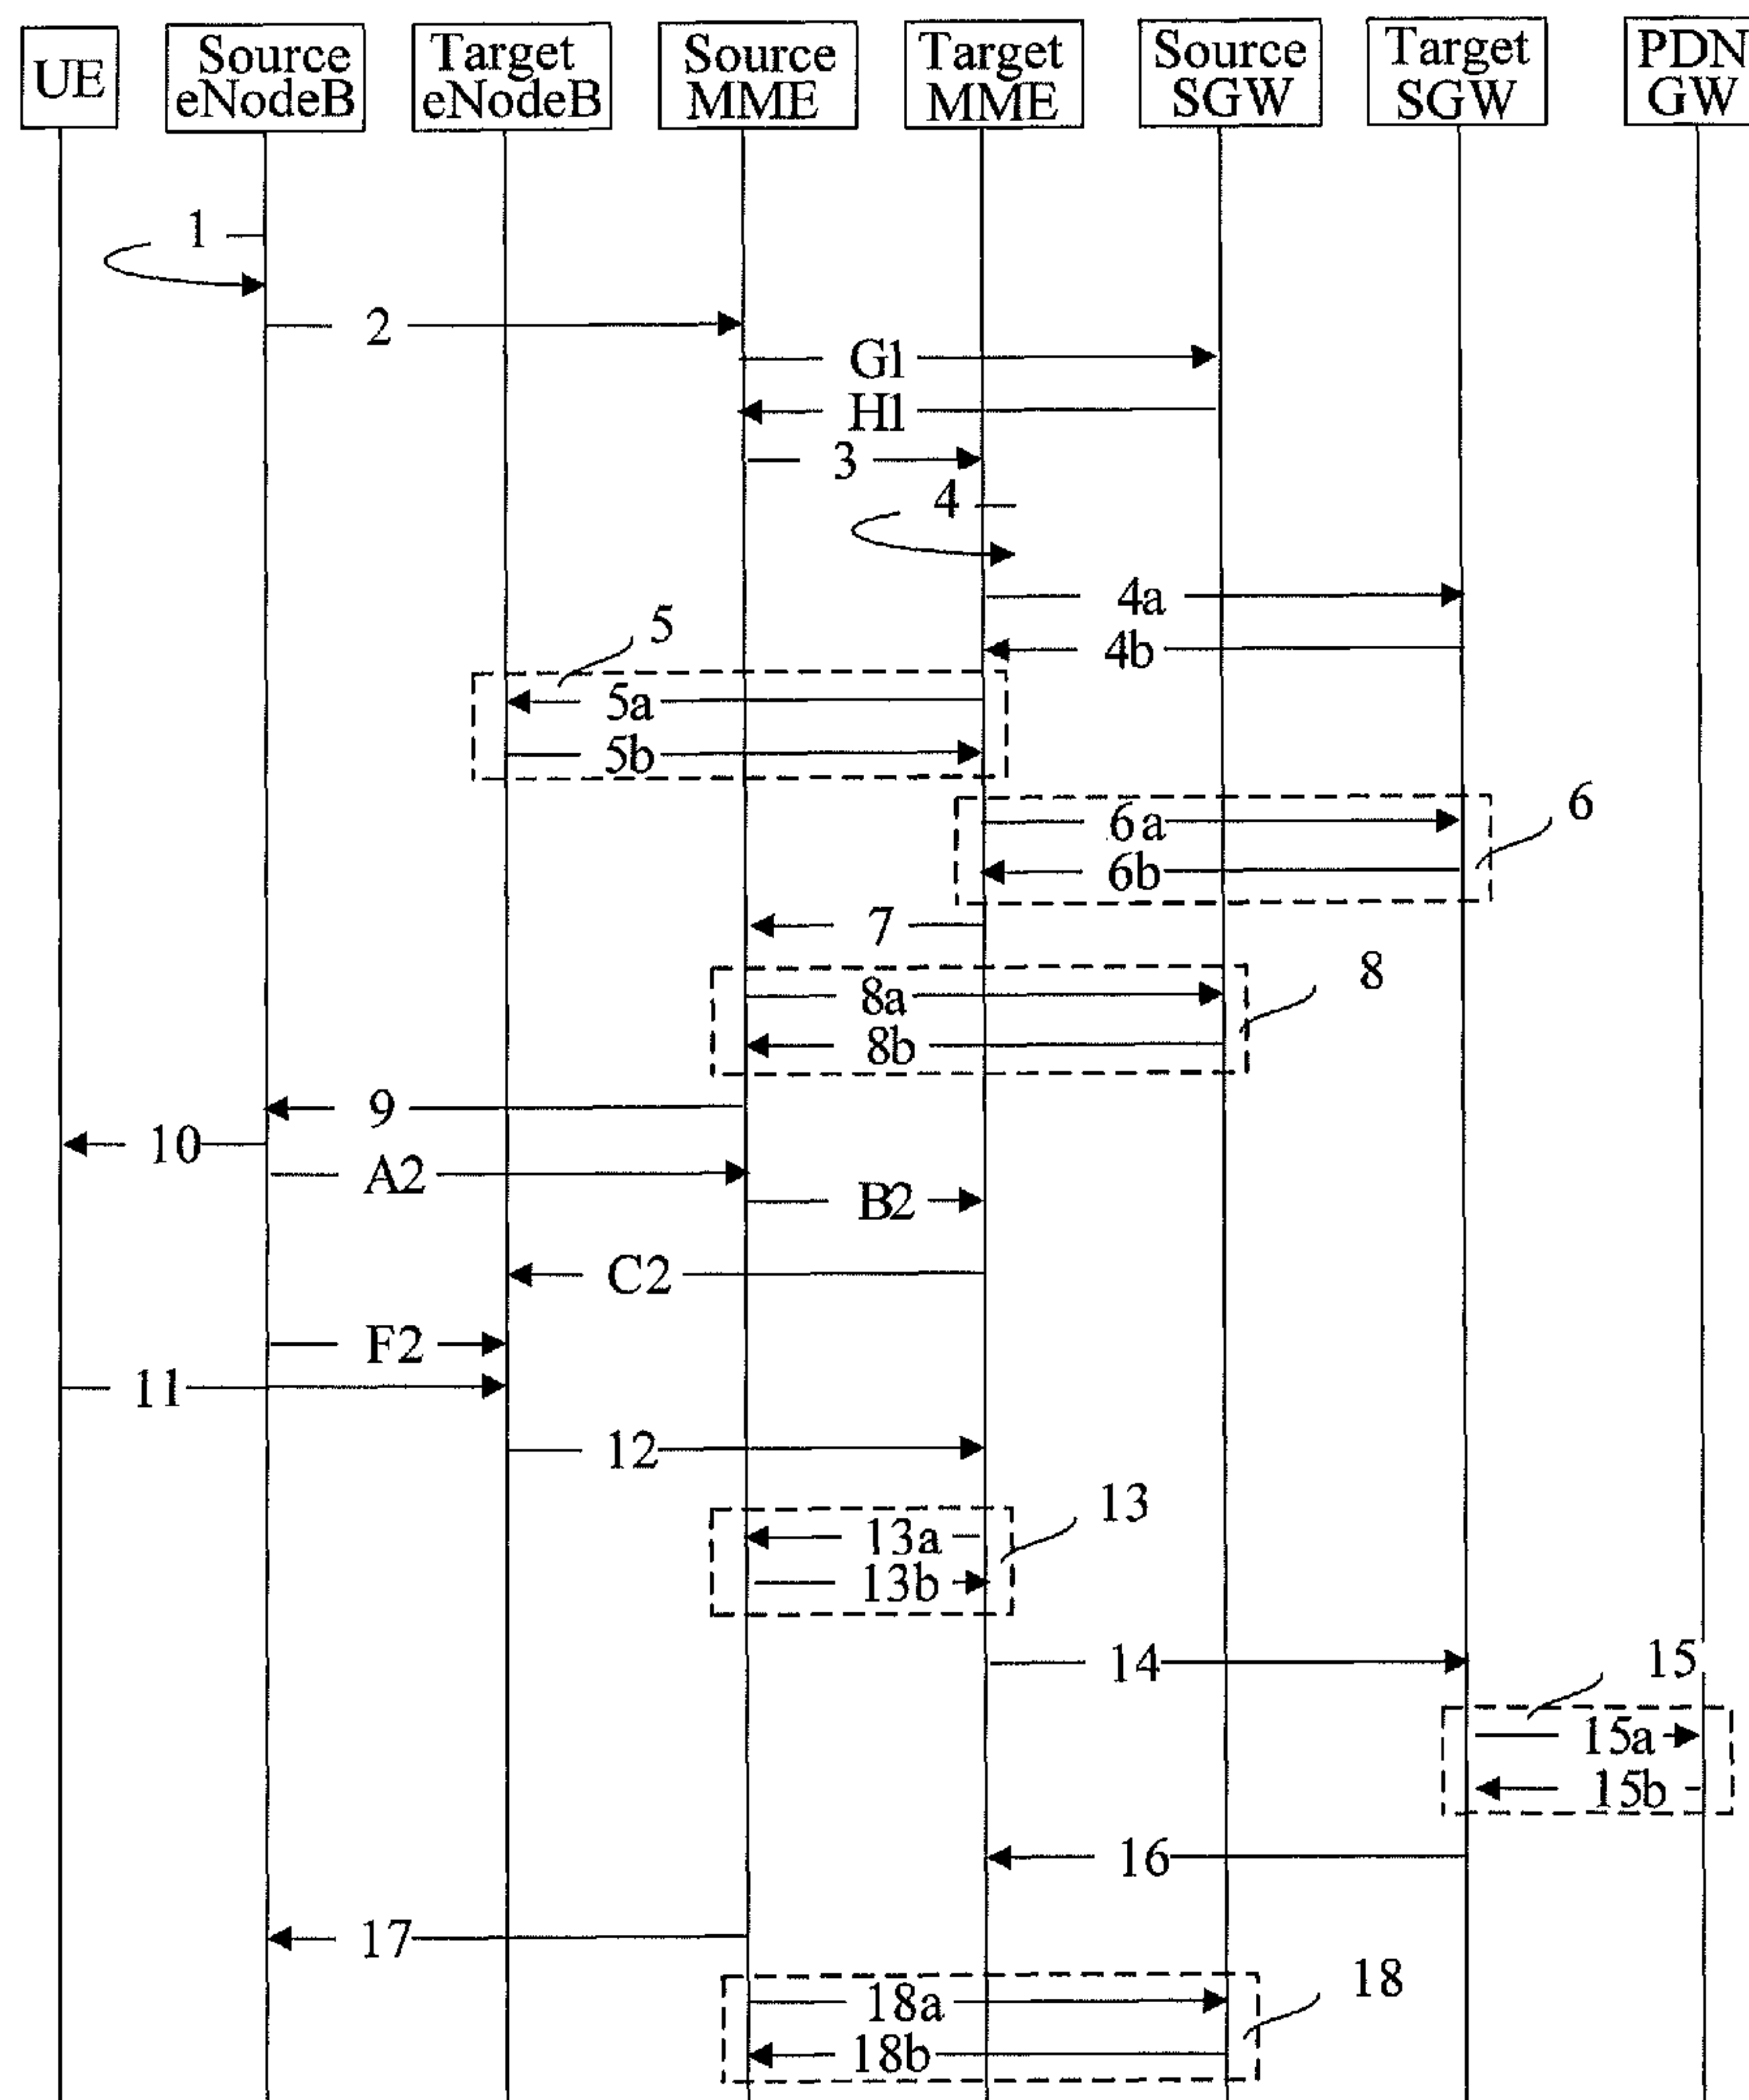 UE
Source
eNodeB
Target
eNodeB
Source
MME
Target
MME
Source
SGW
Target
SGW
PDN
GW
1
2
G1
H1
3
4
4a
4b
5
5a
5b
6
6a
6b
7
8
8a
8b
9
10
A2
B2
C2
F2
11
12
13
13a
13b
14
15
15a
15b
16
17
18
18a
18b